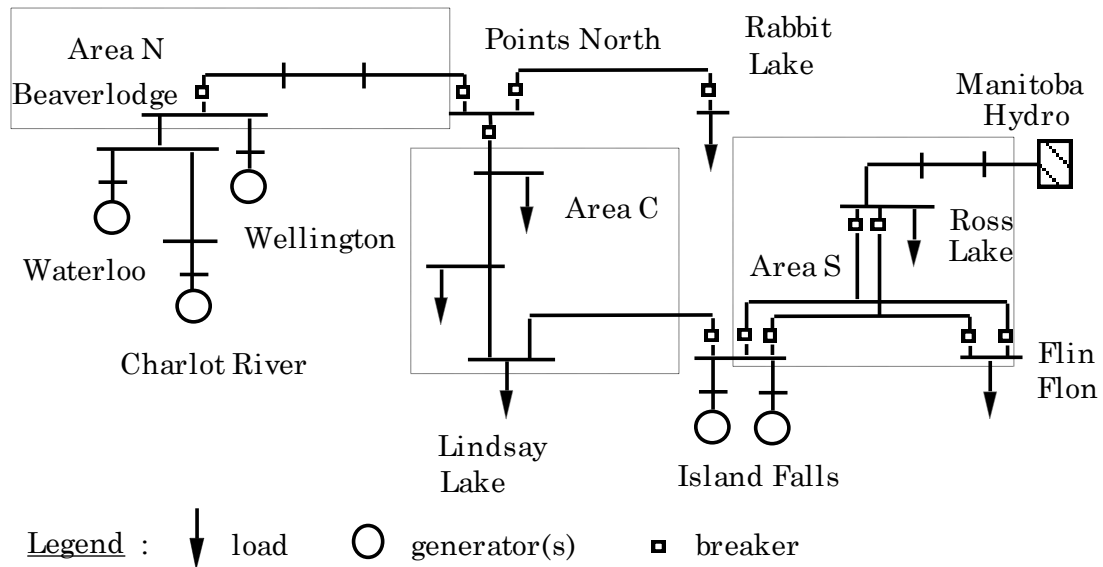 Area N
Beaverlodge
Points North
Rabbit
Lake
Manitoba
Hydro
Area C
Wellington
Waterloo
Charlot River
Ross
Lake
Area S
Flin
Flon
Lindsay
Lake
Island Falls
Legend :
load
generator(s)
breaker